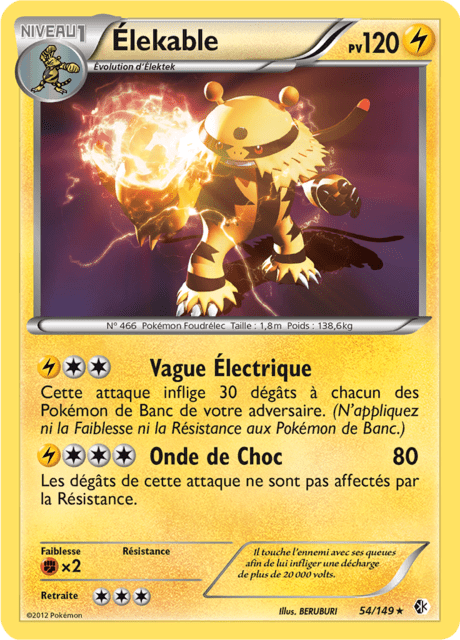 NIVEAU 1
Élekable
PV 120
Évolution d'Élektek
N° 466 Pokémon Foudrélec Taille : 1,8m Poids : 138,6kg
Vague Électrique
Cette attaque inflige 30 dégâts à chacun des
Pokémon de Banc de votre adversaire. (N'appliquez
ni la Faiblesse ni la Résistance aux Pokémon de Banc.)
Onde de Choc 80
Les dégâts de cette attaque ne sont pas affectés par
la Résistance.
Faiblesse Résistance
×2
Retraite
Il touche l'ennemi avec ses queues
afin de lui infliger une décharge
de plus de 20 000 volts.
©2012 Pokémon
Illus. BERUBURI
54/149 ★